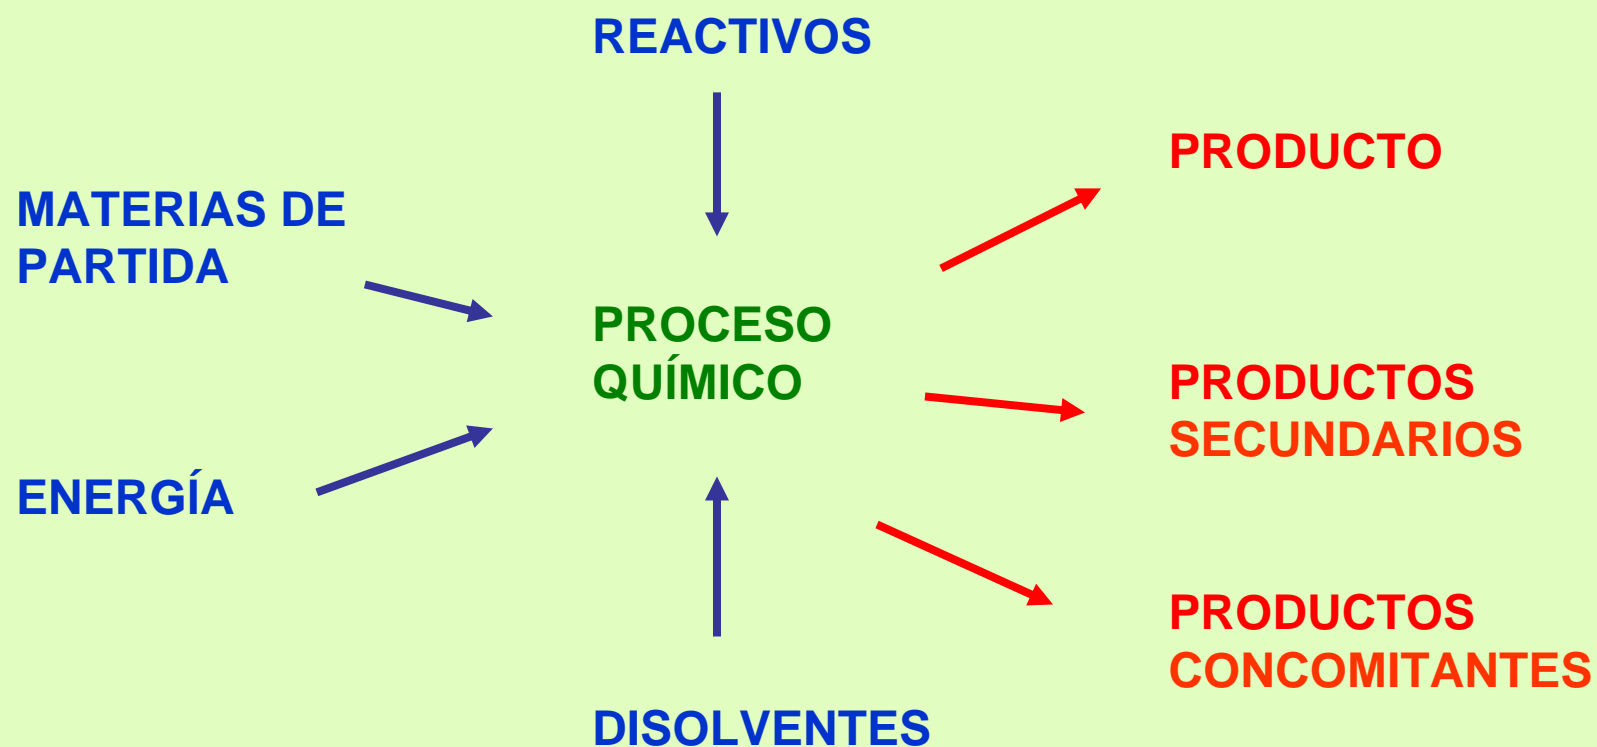 REACTIVOS
MATERIAS DE
PARTIDA
ENERGÍA
PROCESO
QUÍMICO
DISOLVENTES
PRODUCTO
PRODUCTOS
SECUNDARIOS
PRODUCTOS
CONCOMITANTES